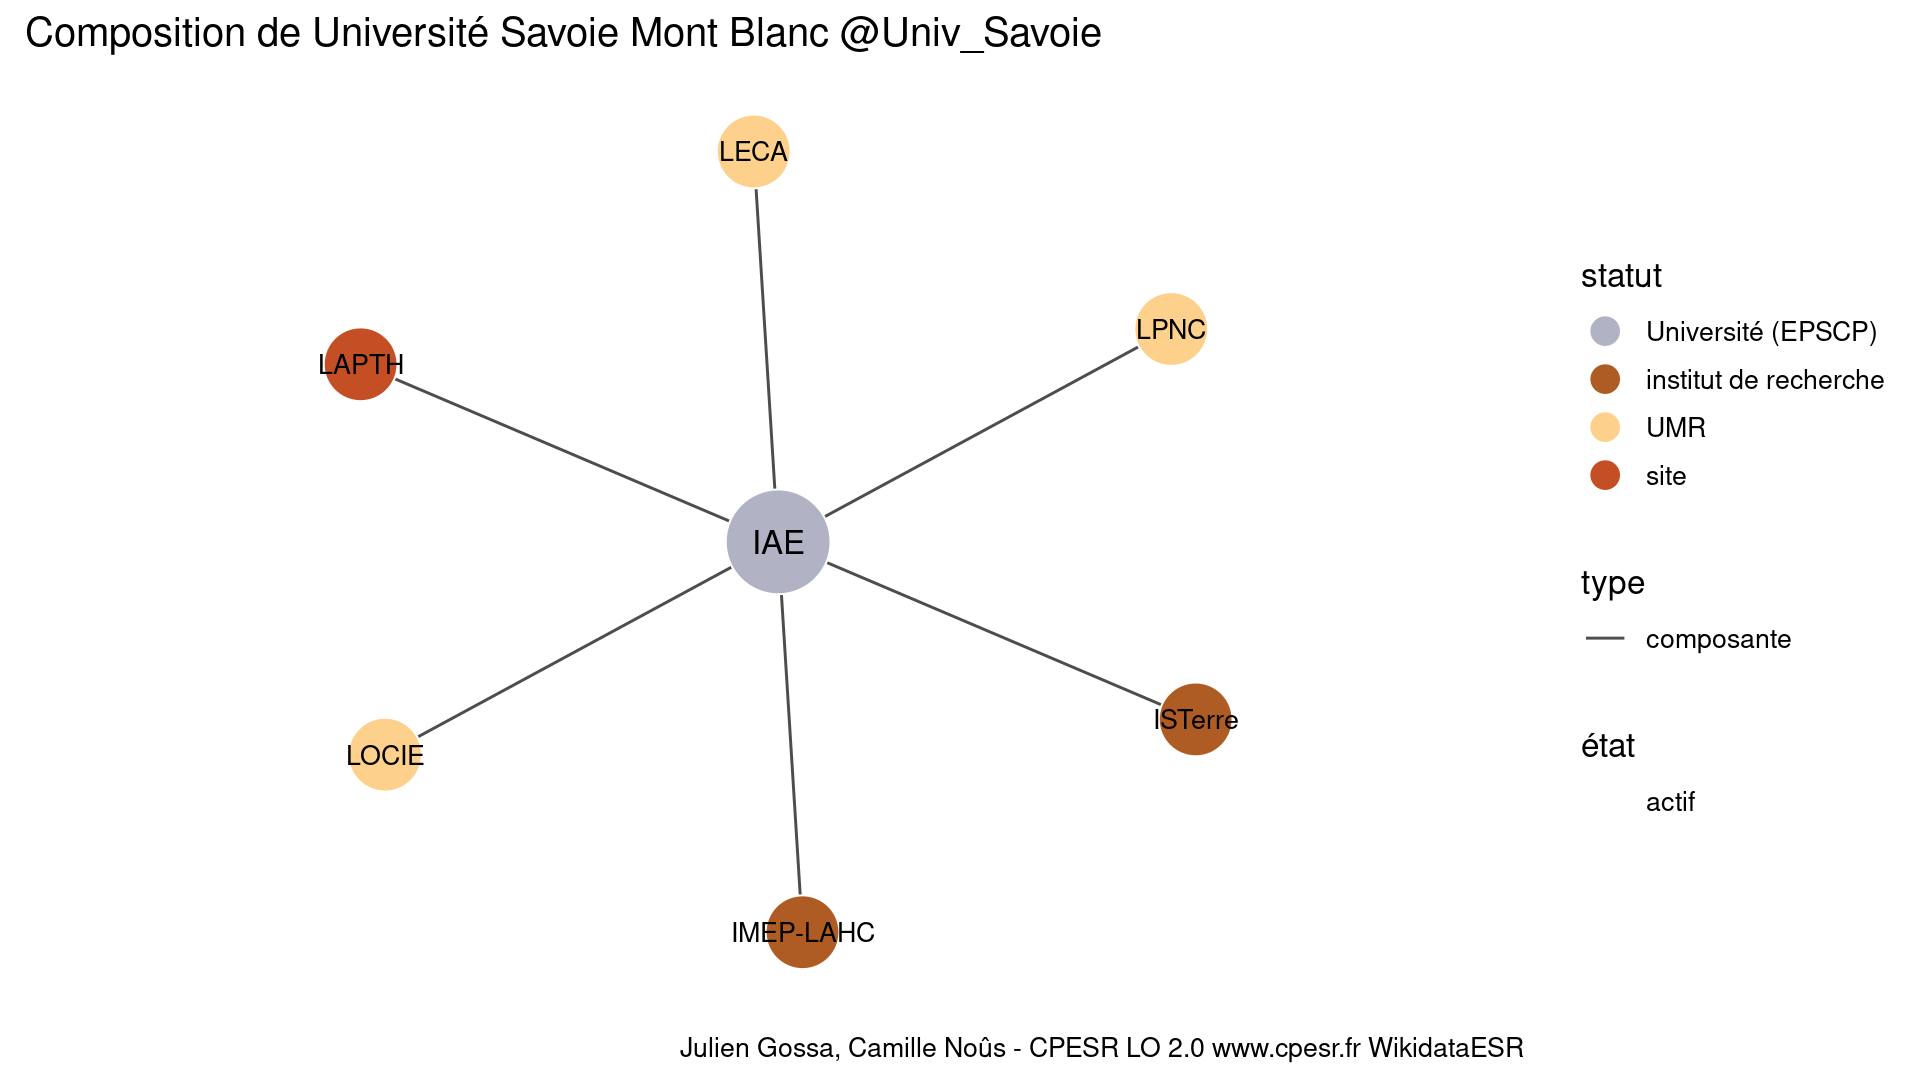 Composition de Université Savoie Mont Blanc @Univ_Savoie
LECA
LPNC
LAPTH
IAE
ISTerre
LOCIE
IMEP-LAHC
statut
Université (EPSCP)
institut de recherche
UMR
site
type
composante
état
actif
Julien Gossa, Camille Noûs - CPESR LO 2.0 www.cpesr.fr WikidataESR